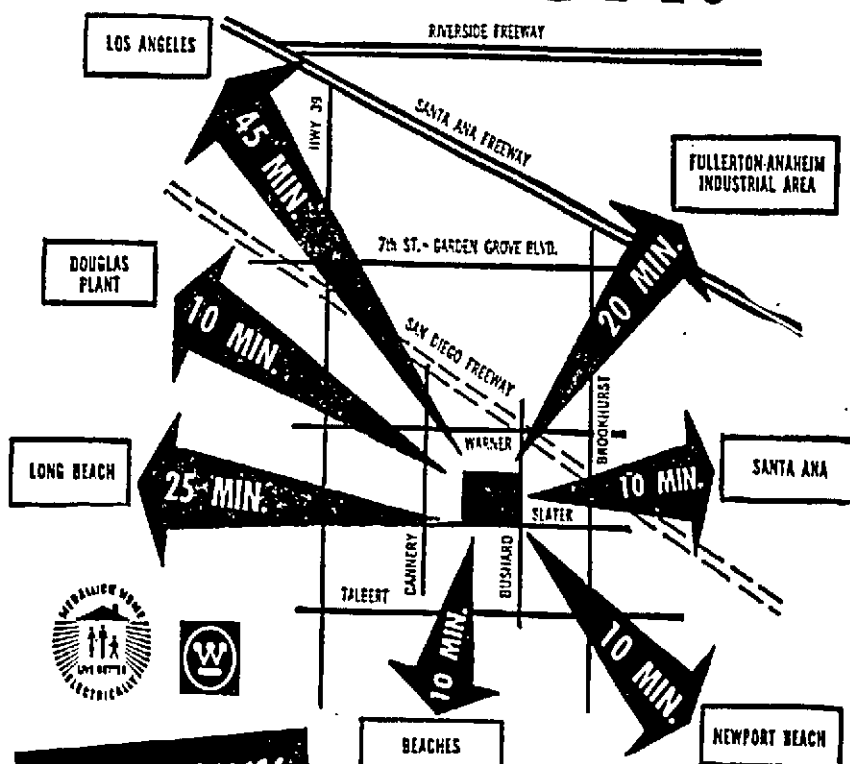 RIVERSIDE FREEWAY
LOS ANGELES
HWY 39
SANTA ANA FREEWAY
45 MIN.
FULLERTON-ANAHEIM
INDUSTRIAL AREA
7th ST. - GARDEN GROVE BLVD.
DOUGLAS
PLANT
20 MIN.
10 MIN.
SAN DIEGO FREEWAY
BROOKHURST
WARNER
LONG BEACH
25 MIN.
10 MIN.
SANTA ANA
SLATER
CANNERY
BUSHARD
TALBERT
MEDALLION HOME
LIVE BETTER
ELECTRICALLY
W
10 MIN.
10 MIN.
BEACHES
NEWPORT BEACH